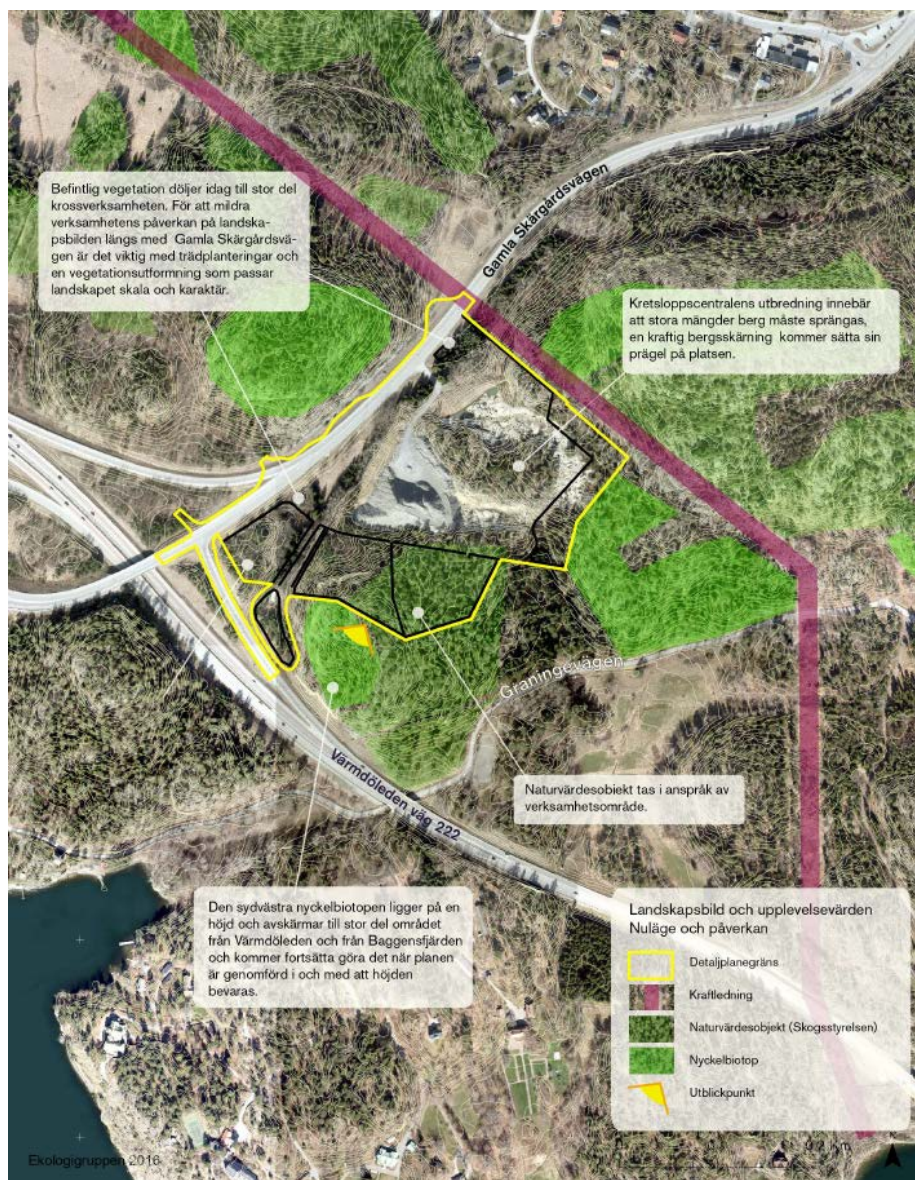 Gamla Skärgårdsvägen
Befintlig vegetation döljer idag till stor del
krossverksamheten. För att mildra
verksamhetens påverkan på landska-
psbilden längs med Gamla Skärgårdsvä-
gen är det viktig med trädplanteringar och
en vegetationsutformning som passar
landskapet skala och karaktär.
Kretsloppscentralens utbredning innebär
att stora mängder berg måste sprängas,
en kraftig bergsskärning kommer sätta sin
prägel på platsen.
Graningevägen
Värmdöleden väg 222
Naturvärdesobjekt tas i anspråk av
verksamhetsområde.
Den sydvästra nyckelbiotopen ligger på en
höjd och avskärmar till stor del området
från Värmdöleden och från Baggensfjärden
och kommer fortsätta göra det när planen
är genomförd i och med att höjden
bevaras.
Landskapsbild och upplevelsevärden
Nuläge och påverkan
Detaljplanegräns
Kraftledning
Naturvärdesobjekt (Skogsstyrelsen)
Nyckelbiotop
Utblickpunkt
Ekologigruppen 2016